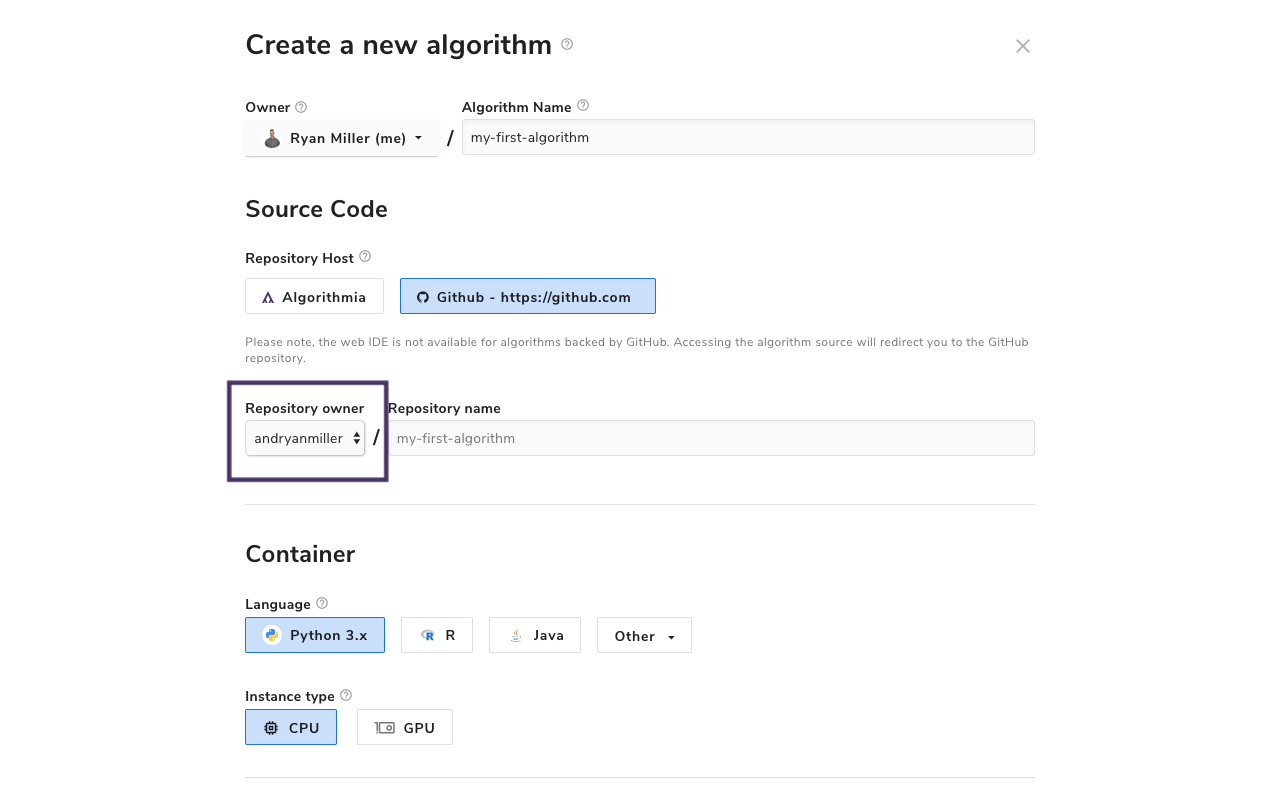 Create a new algorithm
Owner
Algorithm Name
Ryan Miller (me)
/
my-first-algorithm
Source Code
Repository Host
Algorithmia
Github - https://github.com
Please note, the web IDE is not available for algorithms backed by GitHub. Accessing the algorithm source will redirect you to the GitHub
repository.
Repository owner
Repository name
andryanmiller
/
my-first-algorithm
Container
Language
Python 3.x
R
Java
Other
Instance type
CPU
GPU